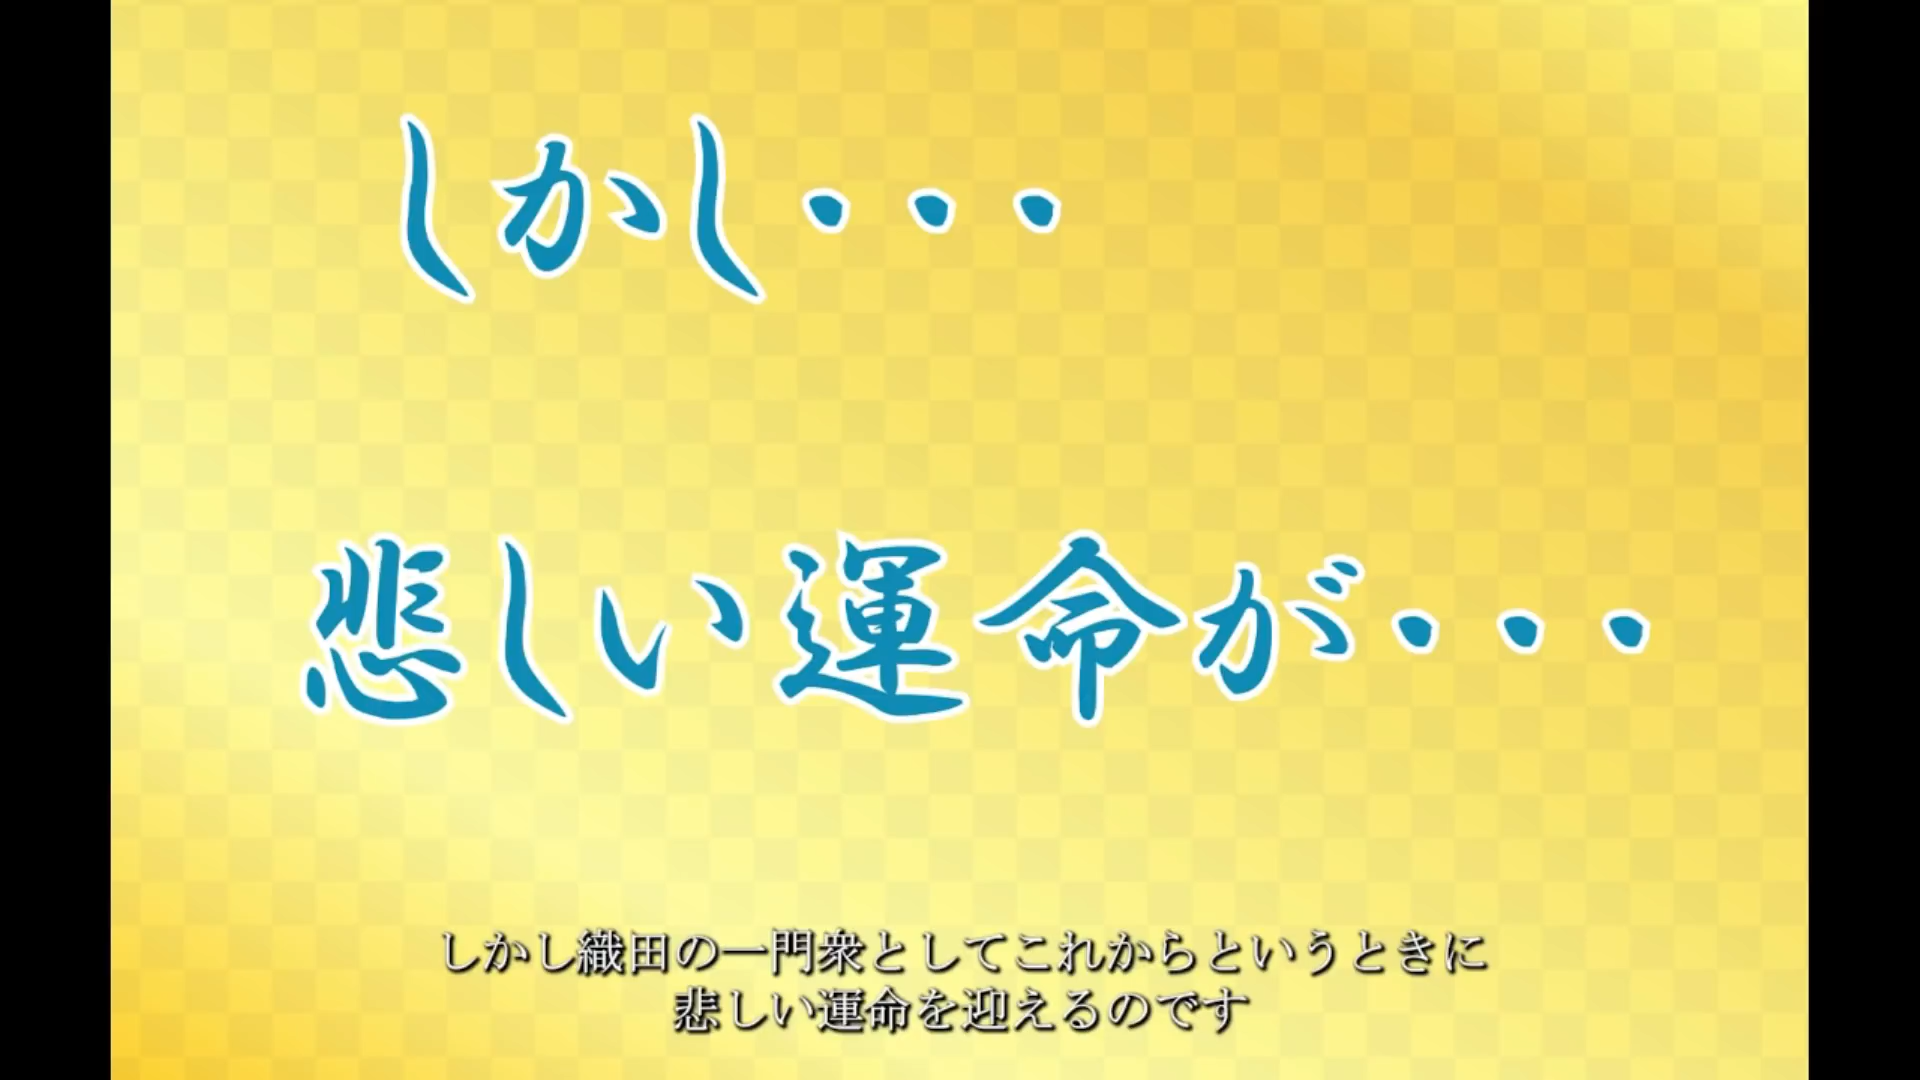 しかし・・・
悲しい運命が・・・
しかし織田の一門衆としてこれからというときに
悲しい運命を迎えるのです